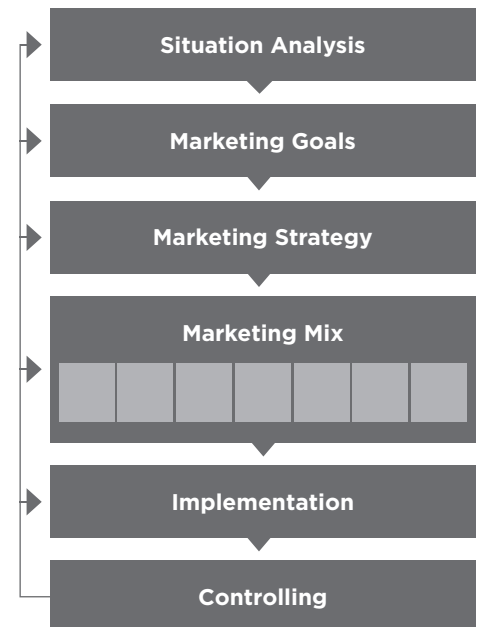 Situation Analysis
Marketing Goals
Marketing Strategy
Marketing Mix
Implementation
Controlling